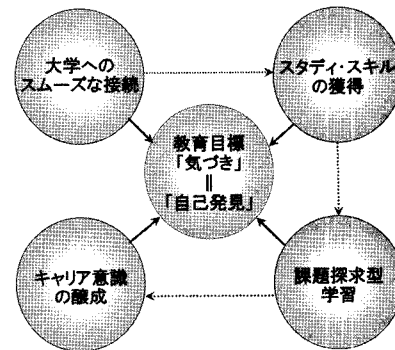 大学への
スムーズな接続
スタディ・スキル
の獲得
教育目標
「気づき」
||
「自己発見」
キャリア意識
の醸成
課題探求型
学習